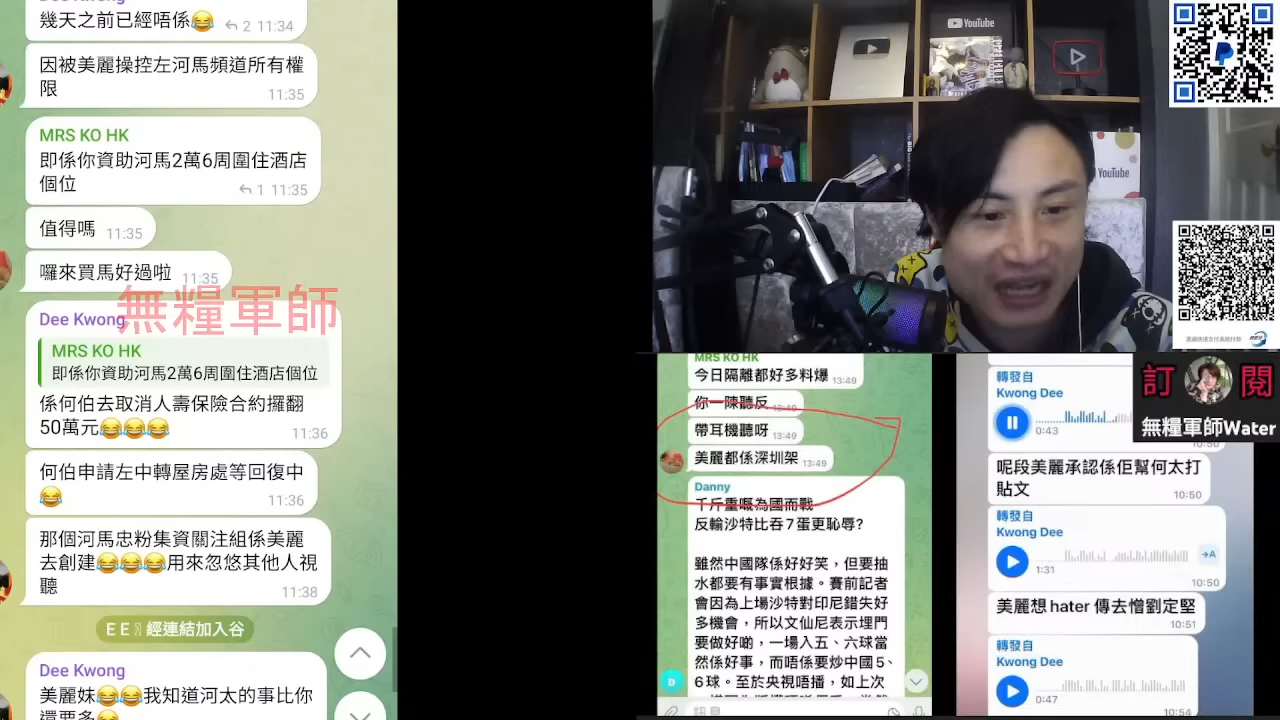 幾天之前已經唔係😂 2 11:34
因被美麗操控左河馬頻道所有權
限 11:35
MRS KO HK
即係你資助河馬2萬6周圍住酒店
個位 1 11:35
值得嗎 11:35
囉來買馬好過啦 11:35
無糧軍師
Dee Kwong
MRS KO HK
即係你資助河馬2萬6周圍住酒店個位
係何伯去取消人壽保險合約攞翻
50萬元😂😂😂 11:36
何伯申請左中轉屋房處等回復中
😂 11:36
那個河馬忠粉集資關注組係美麗
去創建😂😂😂用來忽悠其他人視
聽 11:38
經連結加入谷
Dee Kwong
美麗妹😂😂我知道河太的事比你
YouTube
YouTube
MRS KO HK
今日隔離都好多料爆 13:49
你一陣聽反 13:49
帶耳機聽呀 13:49
美麗都係深圳架 13:49
Danny
千斤重嘅為國而戰
反輸沙特比吞7蛋更恥辱?
雖然中國隊係好好笑，但要抽
水都要有事實根據。賽前記者
會因為上場沙特對印尼錯失好
多機會，所以文仙尼表示埋門
要做好啲，一場入五、六球當
然係好事，而唔係要炒中國5、
6球。至於央視唔播，如上次
D
轉發自
Kwong Dee
0:43
10:50
訂 閱
無糧軍師Water
呢段美麗承認係佢幫何太打
貼文 10:50
轉發自
Kwong Dee
1:31 →A
10:50
美麗想hater 傳去憎劉定堅
10:51
轉發自
Kwong Dee
0:47
10:54